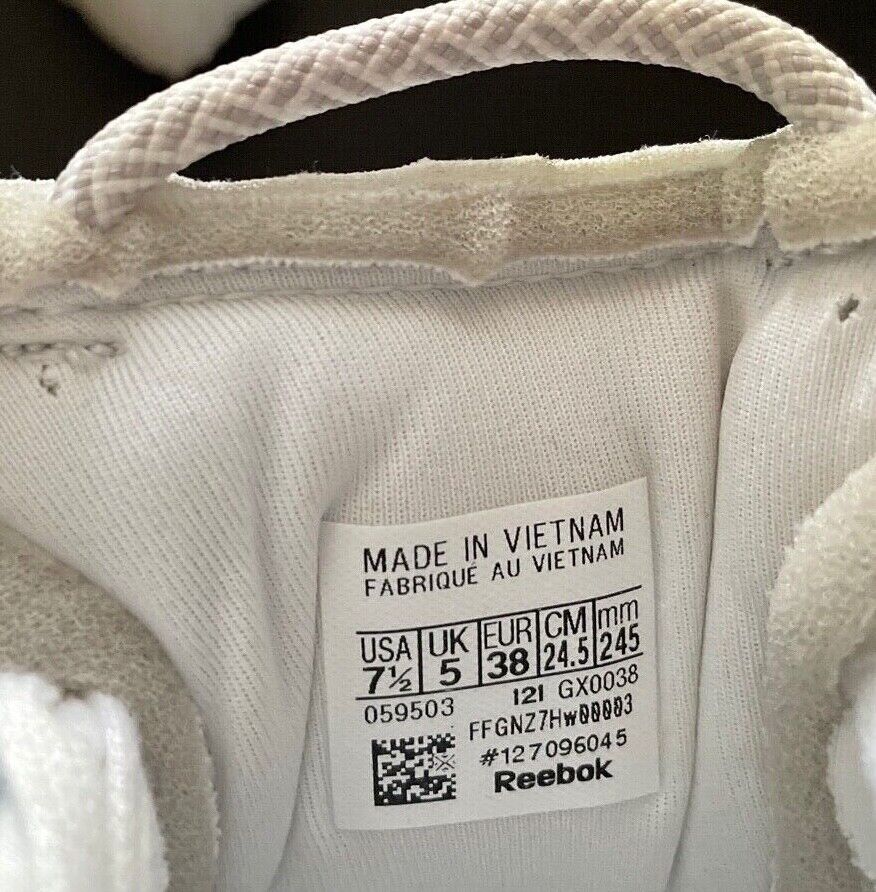 MADE IN VIETNAM
FABRIQUÉ AU VIETNAM
USA UK EUR CM mm
7½ 5 38 24.5 245
059503 121 GX0038
FFGNZ7Hw00003
#127096045
Reebok